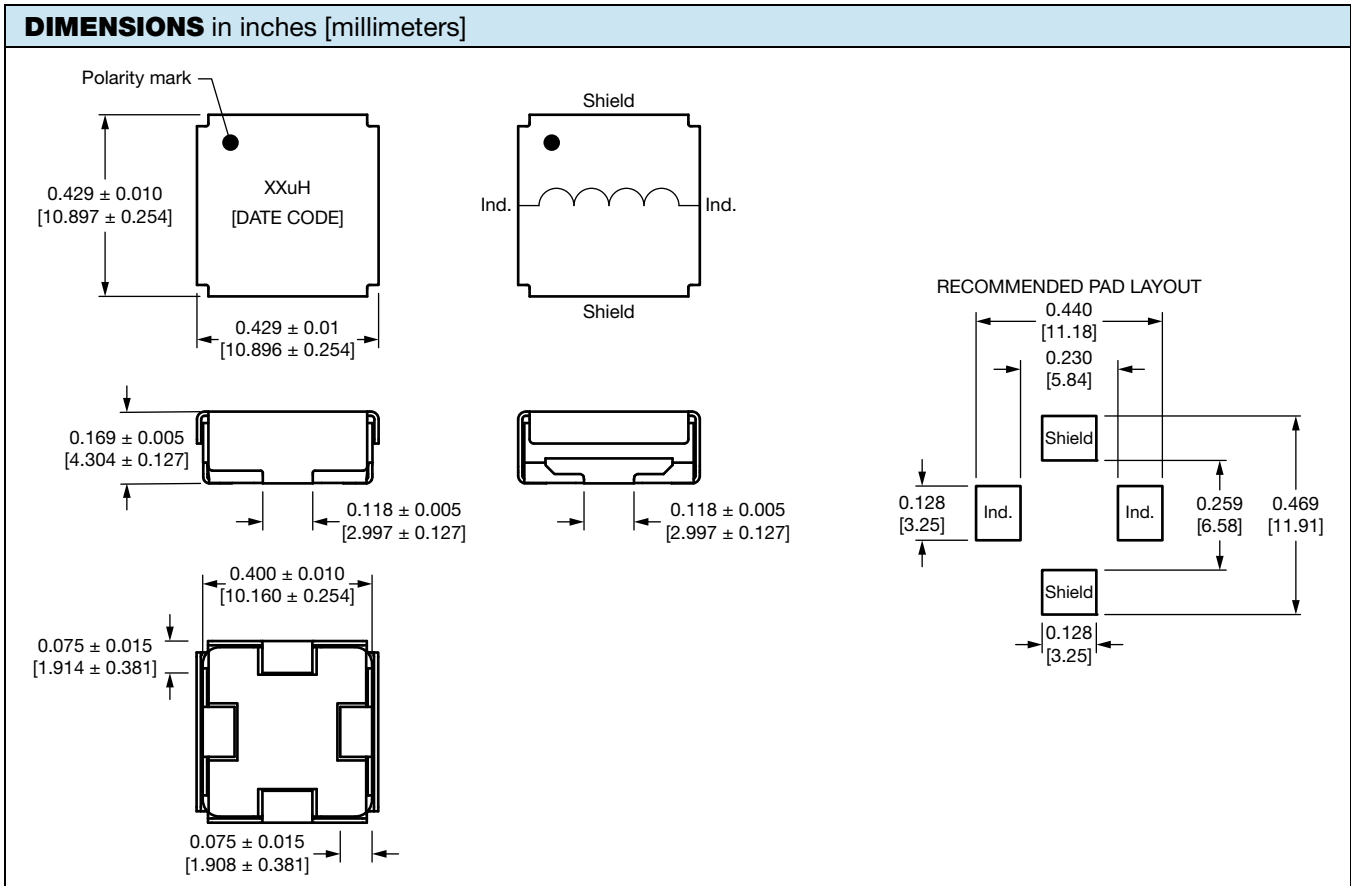 DIMENSIONS in inches [millimeters]
Polarity mark
XXuH
[DATE CODE]
0.429 ± 0.010
[10.897 ± 0.254]
0.429 ± 0.01
[10.896 ± 0.254]
Shield
Ind.
Ind.
Shield
0.169 ± 0.005
[4.304 ± 0.127]
0.118 ± 0.005
[2.997 ± 0.127]
0.118 ± 0.005
[2.997 ± 0.127]
0.400 ± 0.010
[10.160 ± 0.254]
0.075 ± 0.015
[1.914 ± 0.381]
0.075 ± 0.015
[1.908 ± 0.381]
RECOMMENDED PAD LAYOUT
0.440
[11.18]
0.230
[5.84]
Shield
0.128
[3.25]
Ind.
Ind.
0.259
[6.58]
0.469
[11.91]
Shield
0.128
[3.25]